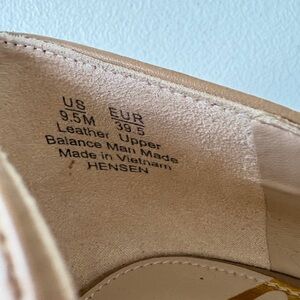 US EUR
9.5M 39.5
Leather Upper
Balance Man Made
Made in Vietnam
HENSEN